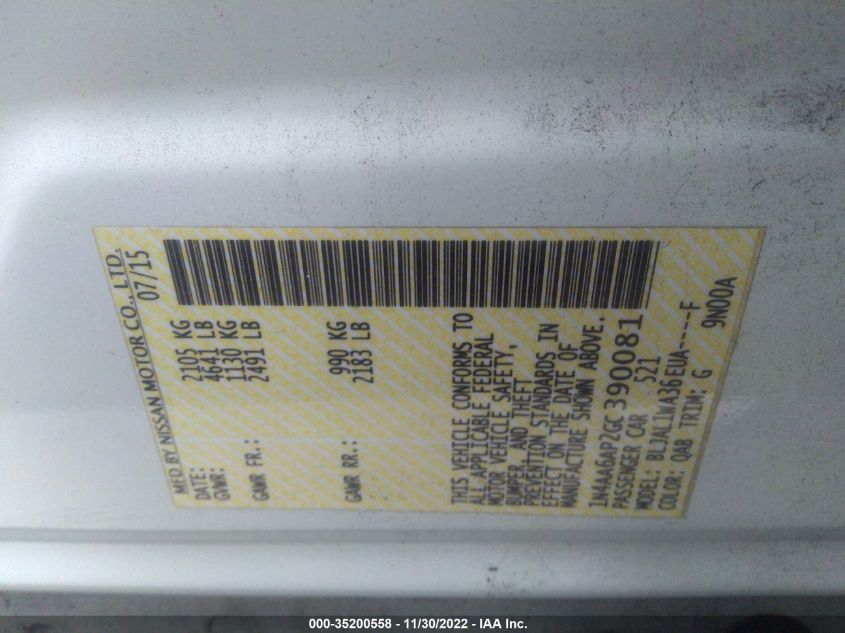 MFD BY NISSAN MOTOR CO., LTD.
DATE: 07/15
GVWR: 2105 KG
4641 LB
GAWR FR.: 1130 KG
2491 LB
GAWR RR.: 990 KG
2183 LB
THIS VEHICLE CONFORMS TO
ALL APPLICABLE FEDERAL
MOTOR VEHICLE SAFETY,
BUMPER, AND THEFT
PREVENTION STANDARDS IN
EFFECT ON THE DATE OF
MANUFACTURE SHOWN ABOVE.
1N4AA6AP2GC390081
PASSENGER CAR 521
MODEL: BL3AL1WA36EUA-----F
COLOR: QAB TRIM: G 9N00A
000-35200558 - 11/30/2022 - IAA Inc.